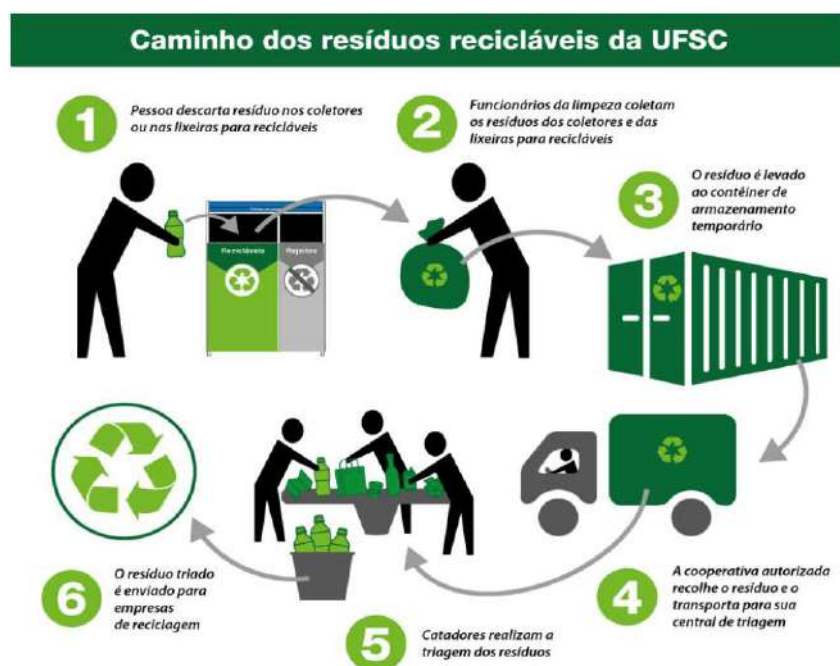 Caminho dos resíduos recicláveis da UFSC
1
Pessoa descarta resíduo nos coletores
ou nas lixeiras para recicláveis
2
Funcionários da limpeza coletam
os resíduos dos coletores e das
lixeiras para recicláveis
3
O resíduo é levado
ao contêiner de
armazenamento
temporário
Recicláveis
Rejeitos
4
A cooperativa autorizada
recolhe o resíduo e o
transporta para sua
central de triagem
5
Catadores realizam a
triagem dos resíduos
6
O resíduo triado
é enviado para
empresas
de reciclagem